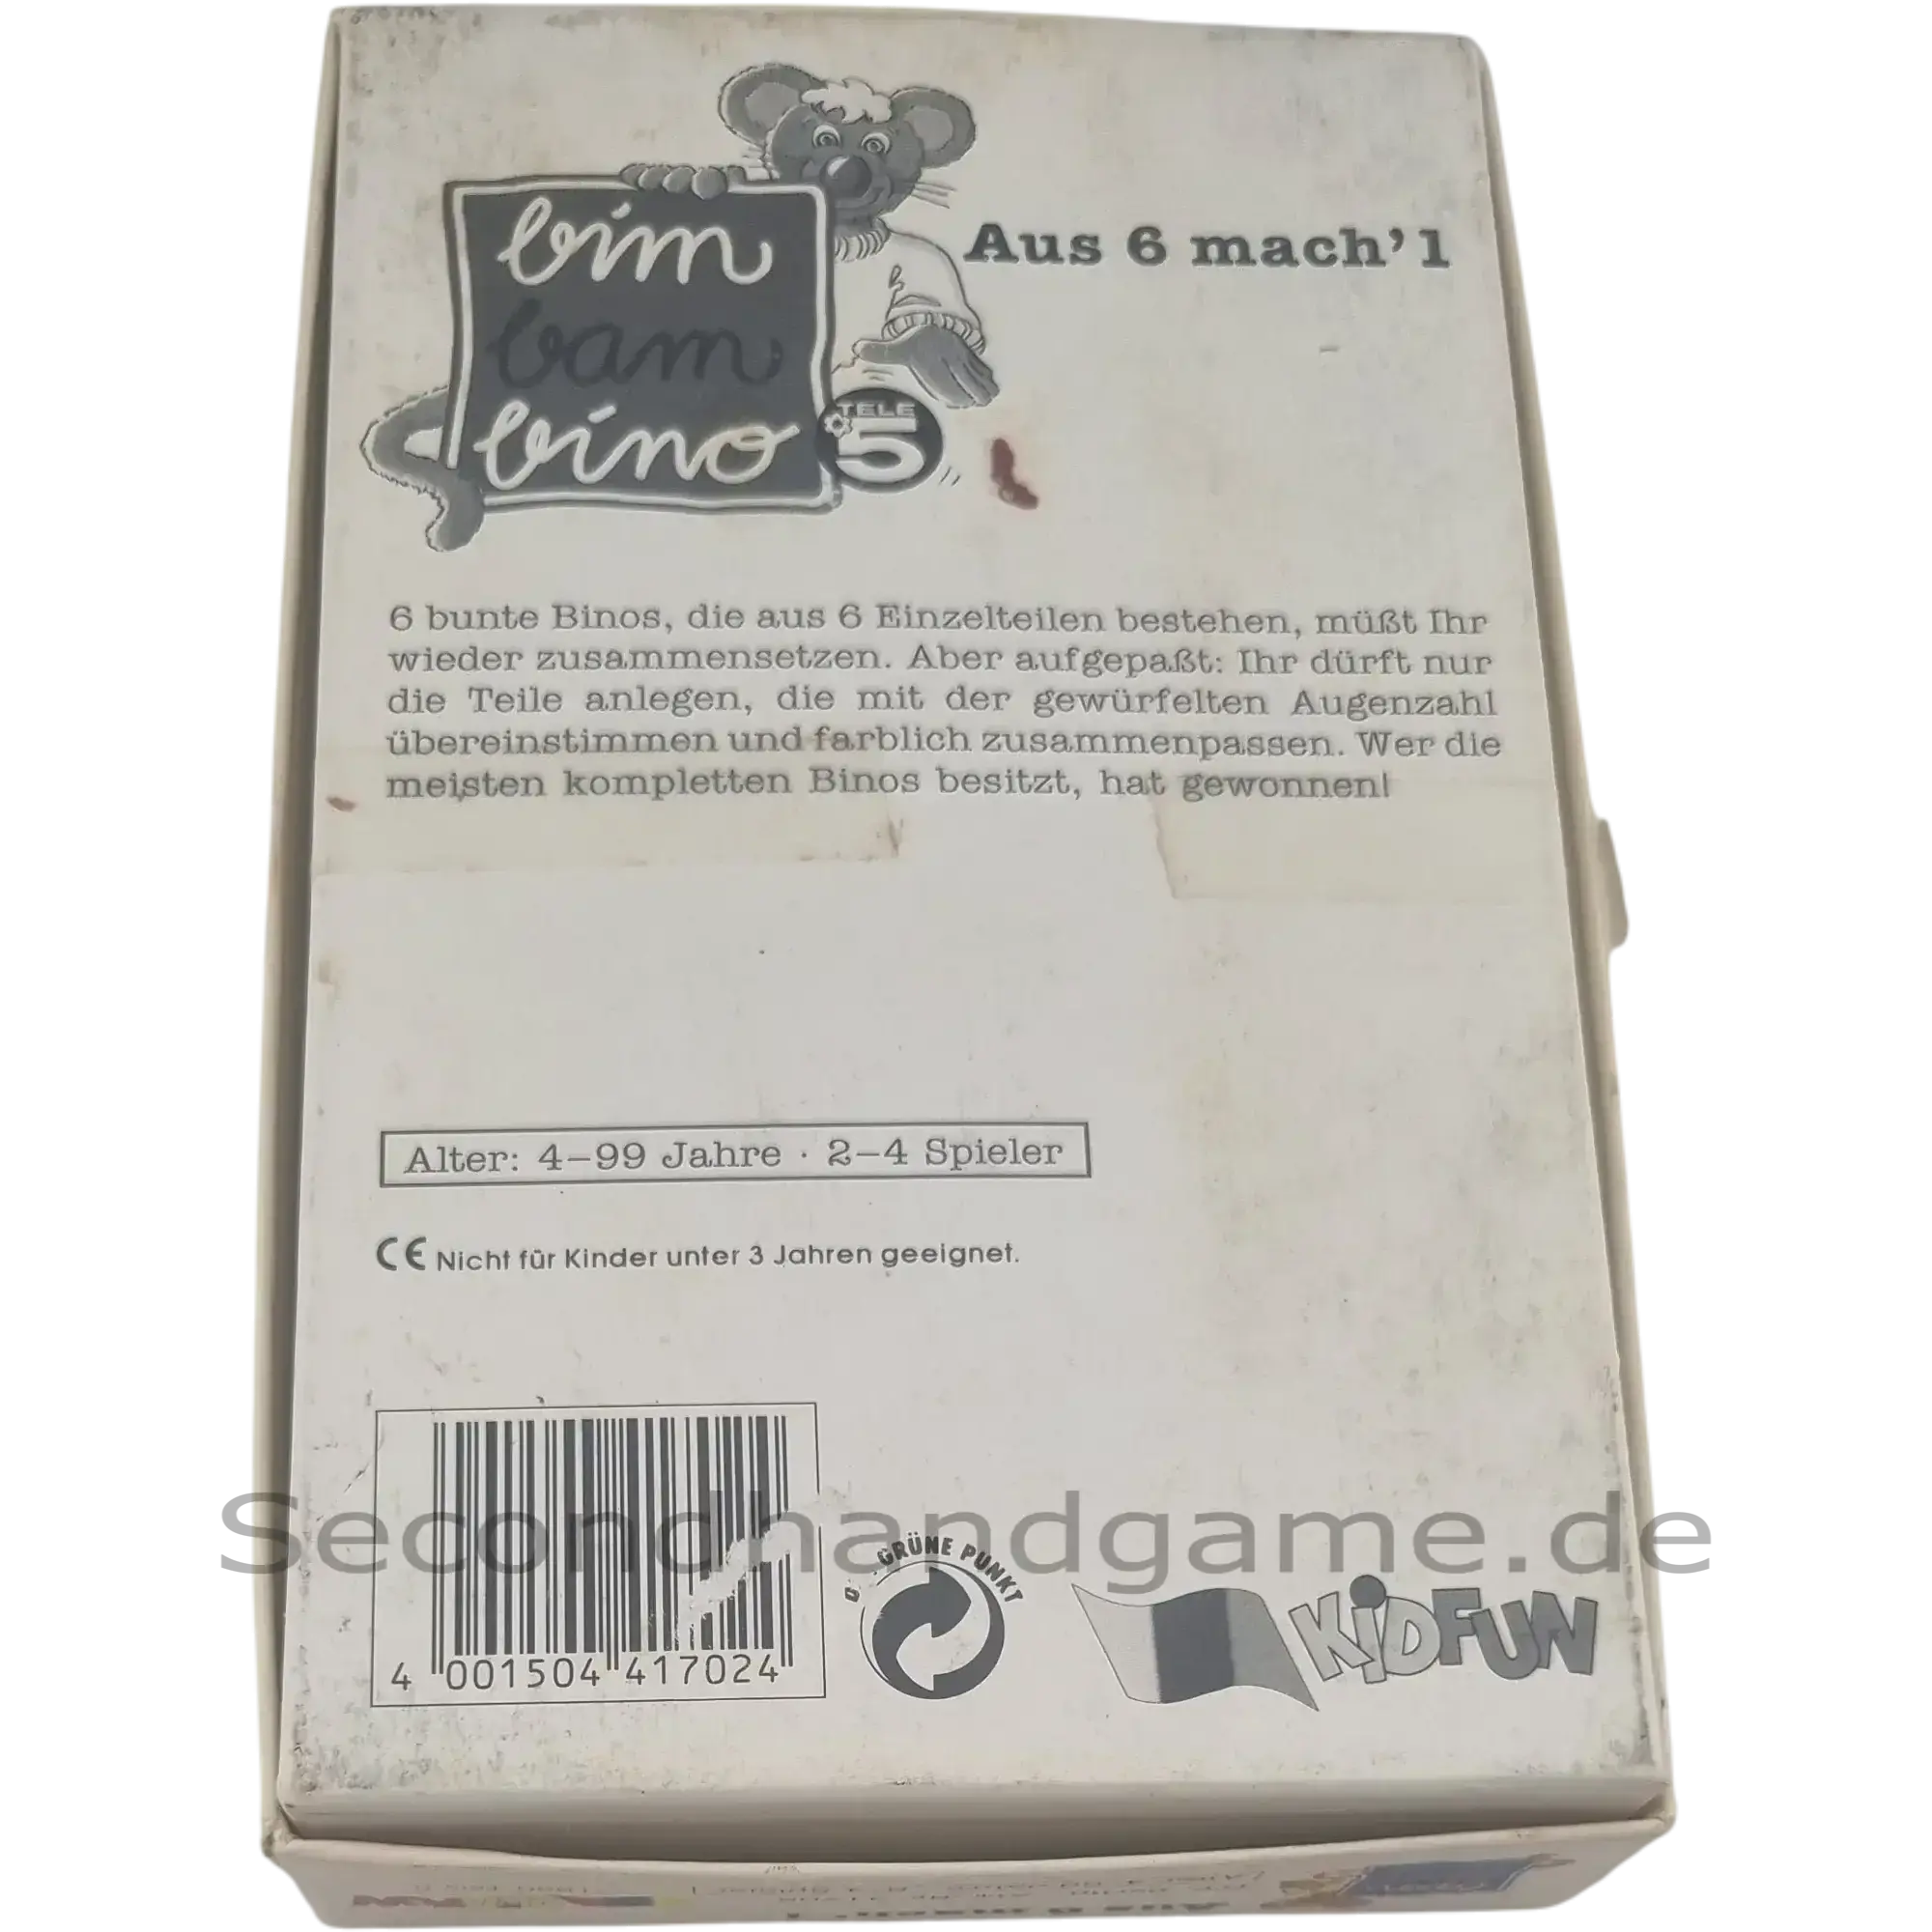 bim
bam
bino
TELE
5
Aus 6 mach' 1
6 bunte Binos, die aus 6 Einzelteilen bestehen, müßt Ihr
wieder zusammensetzen. Aber aufgepaßt: Ihr dürft nur
die Teile anlegen, die mit der gewürfelten Augenzahl
übereinstimmen und farblich zusammenpassen. Wer die
meisten kompletten Binos besitzt, hat gewonnen!
Alter: 4–99 Jahre · 2–4 Spieler
CE Nicht für Kinder unter 3 Jahren geeignet.
Secondhandgame.de
GRÜNE PUNKT
KIDFUN
4 001504 417024